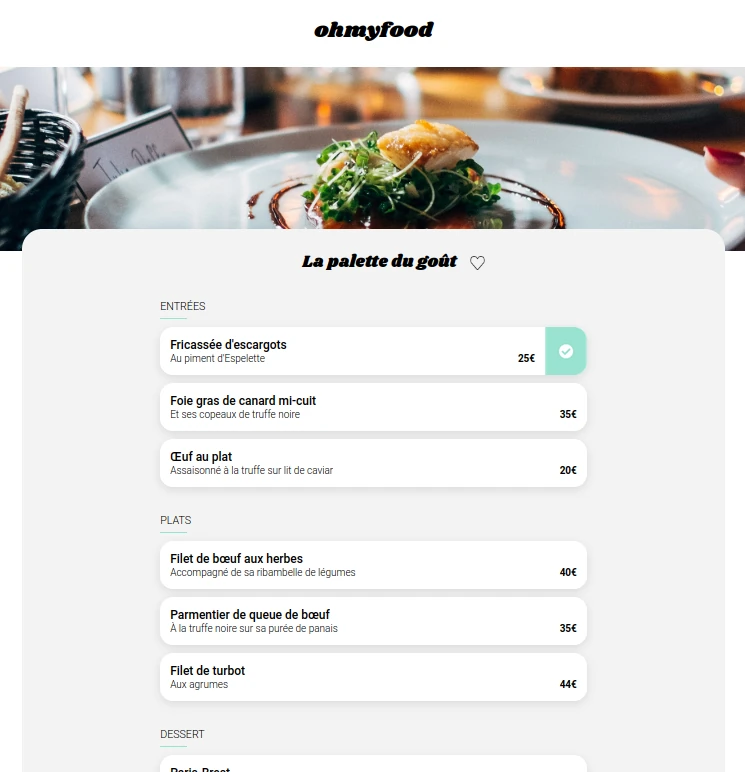 ohmyfood
La palette du goût
ENTRÉES
Fricassée d'escargots
Au piment d'Espelette
25€
Foie gras de canard mi-cuit
Et ses copeaux de truffe noire
35€
Œuf au plat
Assaisonné à la truffe sur lit de caviar
20€
PLATS
Filet de bœuf aux herbes
Accompagné de sa ribambelle de légumes
40€
Parmentier de queue de bœuf
À la truffe noire sur sa purée de panais
35€
Filet de turbot
Aux agrumes
44€
DESSERT
Paris-Brest